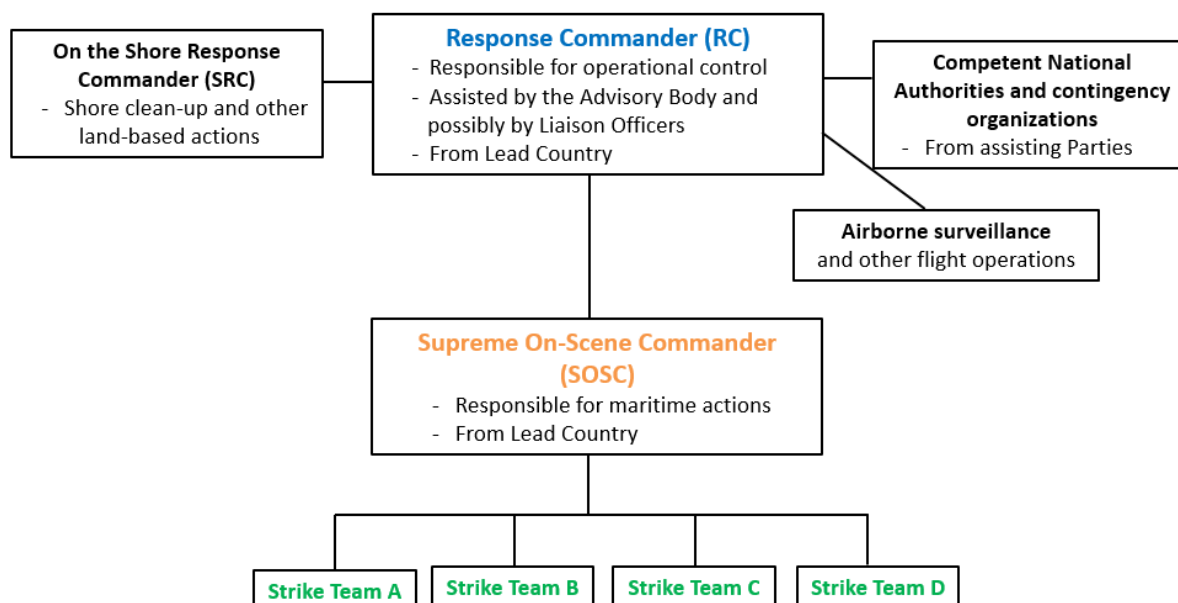 On the Shore Response
Commander (SRC)
- Shore clean-up and other
land-based actions
Response Commander (RC)
- Responsible for operational control
- Assisted by the Advisory Body and
possibly by Liaison Officers
- From Lead Country
Competent National
Authorities and contingency
organizations
- From assisting Parties
Airborne surveillance
and other flight operations
Supreme On-Scene Commander
(SOSC)
- Responsible for maritime actions
- From Lead Country
Strike Team A
Strike Team B
Strike Team C
Strike Team D